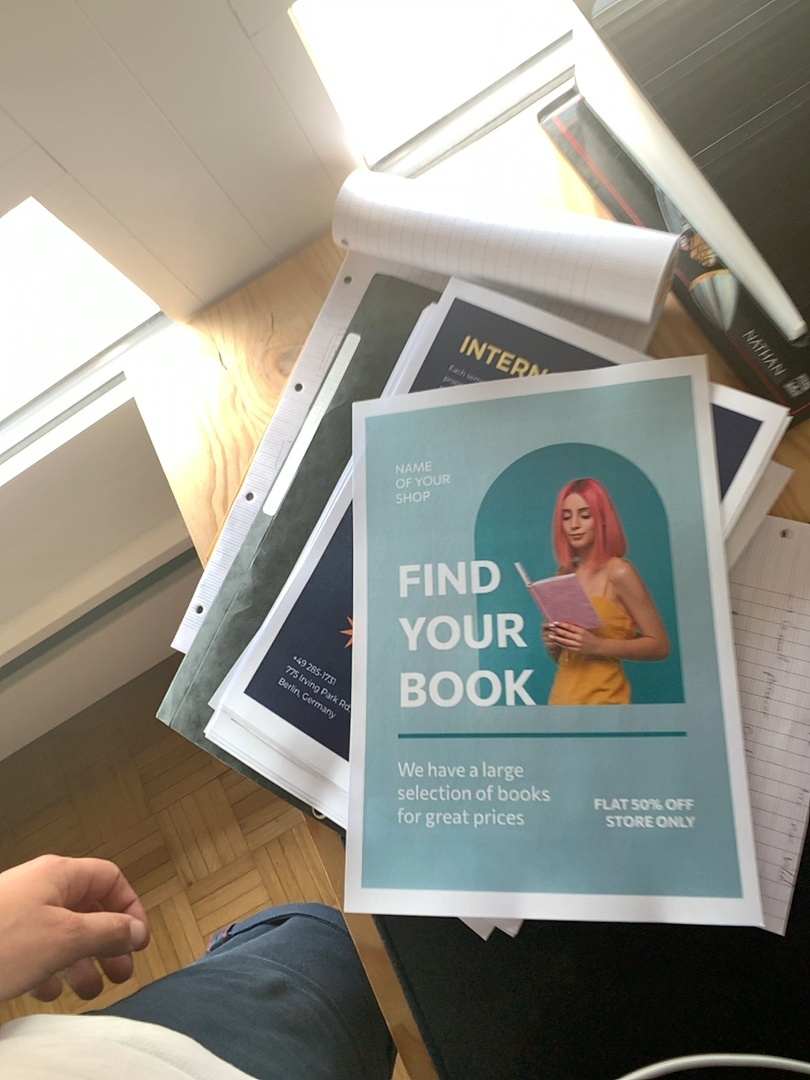 NATHAN
INTERN
Each
NAME
OF YOUR
SHOP
FIND
YOUR
BOOK
We have a large
selection of books
for great prices
FLAT 50% OFF
STORE ONLY
+49 285-1731
775 Irving Park Rd.
Berlin, Germany